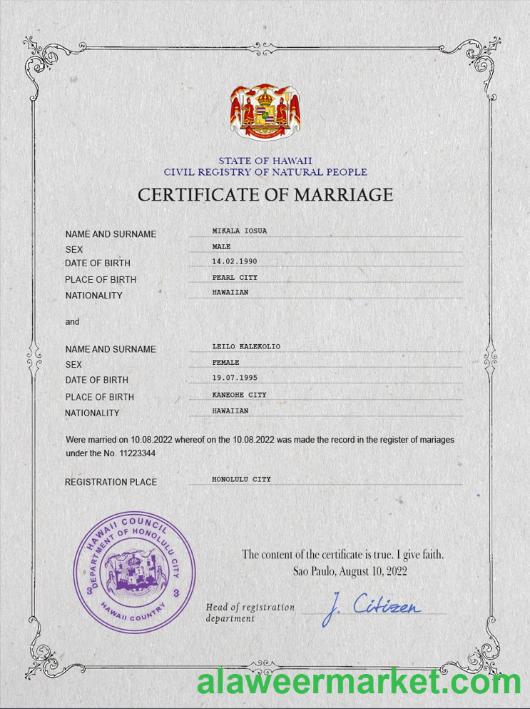 STATE OF HAWAII
CIVIL REGISTRY OF NATURAL PEOPLE
CERTIFICATE OF MARRIAGE
NAME AND SURNAME MIKALA IOSUA
SEX MALE
DATE OF BIRTH 14.02.1990
PLACE OF BIRTH PEARL CITY
NATIONALITY HAWAIIAN
and
NAME AND SURNAME LEILO KALEKOLIO
SEX FEMALE
DATE OF BIRTH 19.07.1995
PLACE OF BIRTH KANEOHE CITY
NATIONALITY HAWAIIAN
Were married on 10.08.2022 whereof on the 10.08.2022 was made the record in the register of mariages
under the No. 11223344
REGISTRATION PLACE HONOLULU CITY
HAWAII COUNCIL
DEPARTMENT OF HONOLULU CITY
HAWAII COUNTRY
The content of the certificate is true. I give faith.
Sao Paulo, August 10, 2022
Head of registration
department
J. Citizen
alaweermarket.com